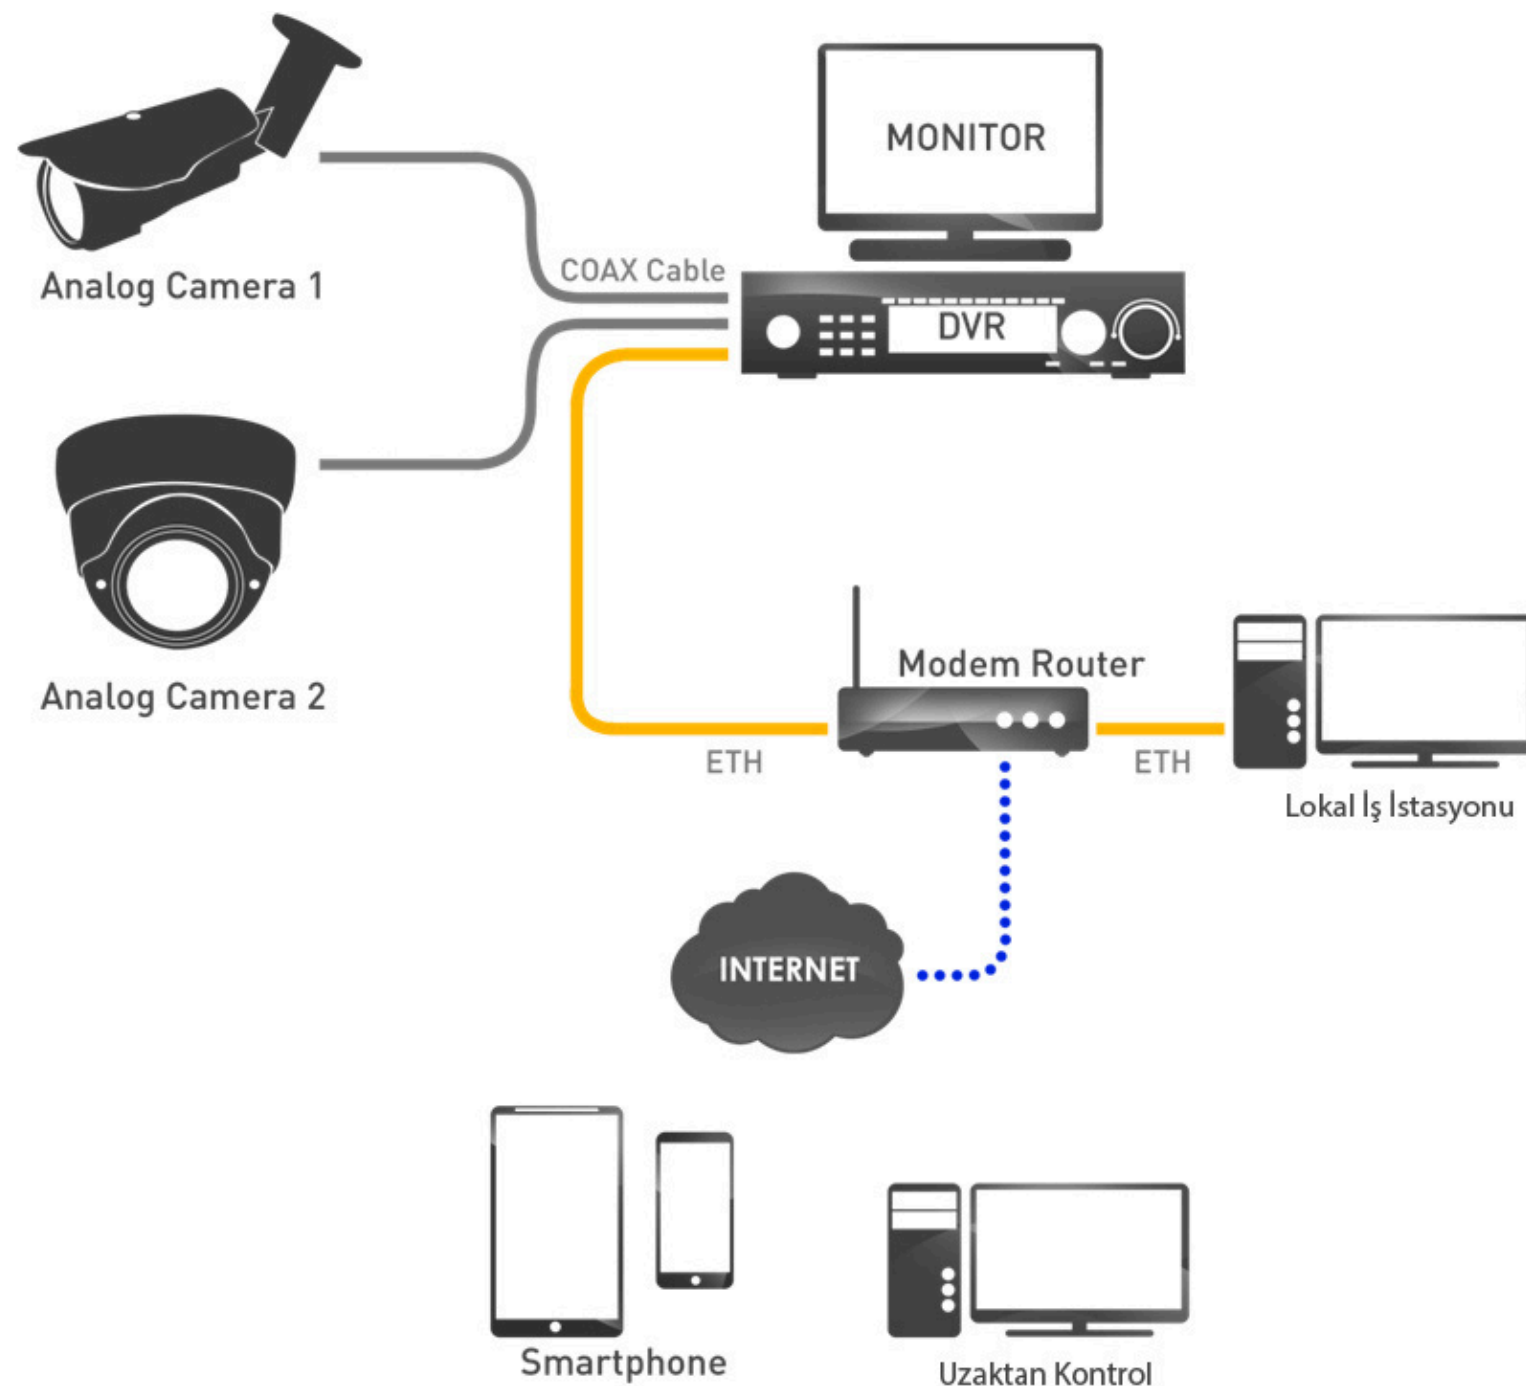 MONITOR
Analog Camera 1
COAX Cable
DVR
Analog Camera 2
Modem Router
ETH
ETH
Lokal İş İstasyonu
INTERNET
Smartphone
Uzaktan Kontrol